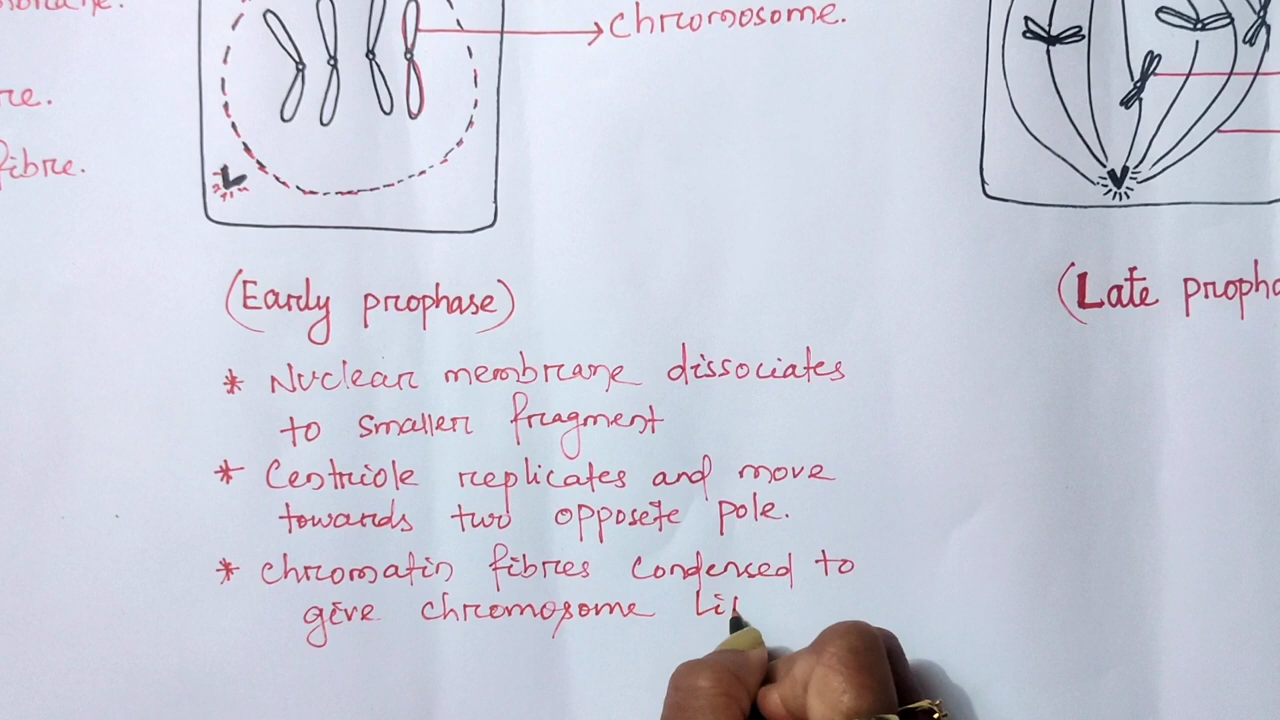 chromosome.
re.
fibre.
(Early prophase)
(Late propha
* Nuclear membrane dissociates
to smaller fragment
* Centriole replicates and move
towards two opposete pole.
* Chromatin fibres condensed to
give chromosome